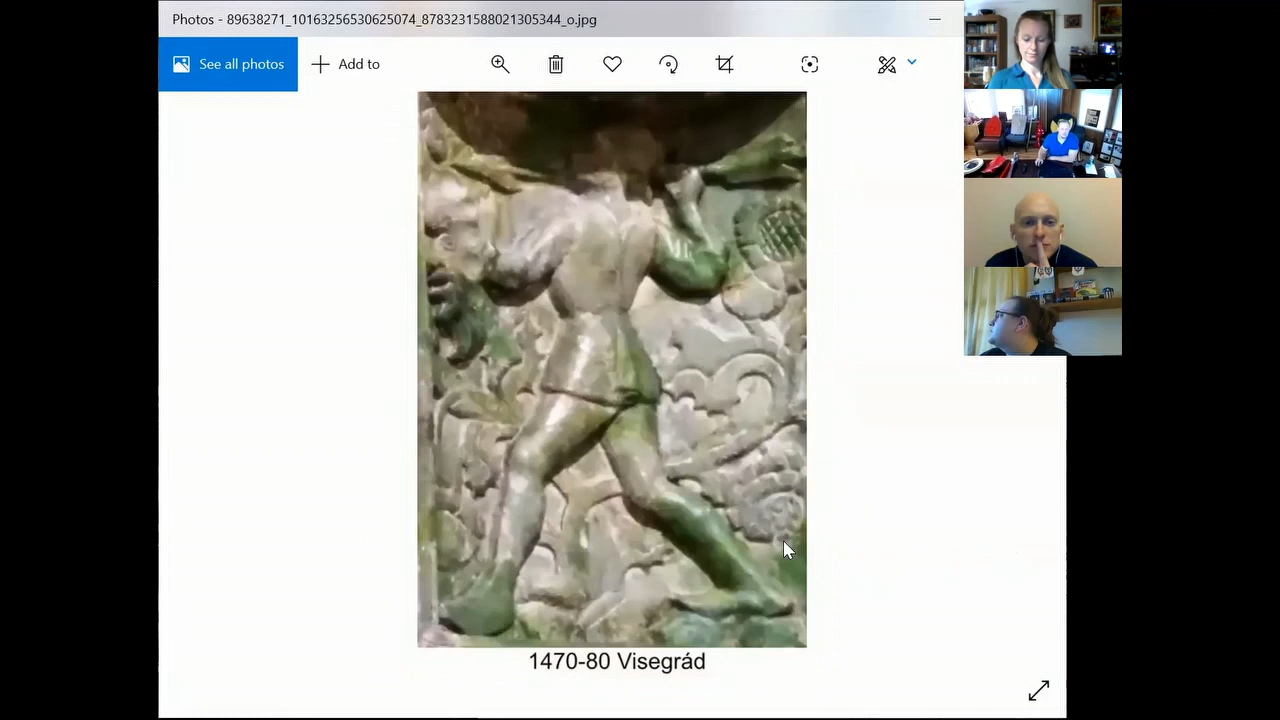 Photos - 89638271_10163256530625074_8783231588021305344_o.jpg
See all photos
Add to
1470-80 Visegrád